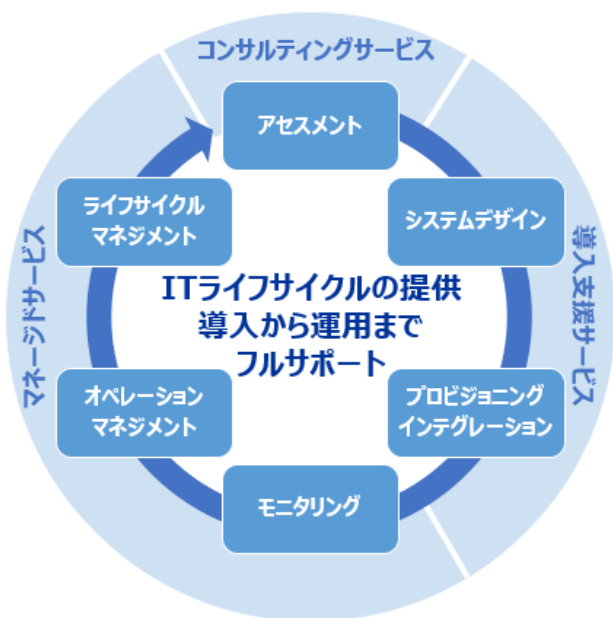 コンサルティングサービス
アセスメント
システムデザイン
導入支援サービス
プロビジョニング
インテグレーション
モニタリング
オペレーション
マネジメント
マネージドサービス
ライフサイクル
マネジメント
ITライフサイクルの提供
導入から運用まで
フルサポート